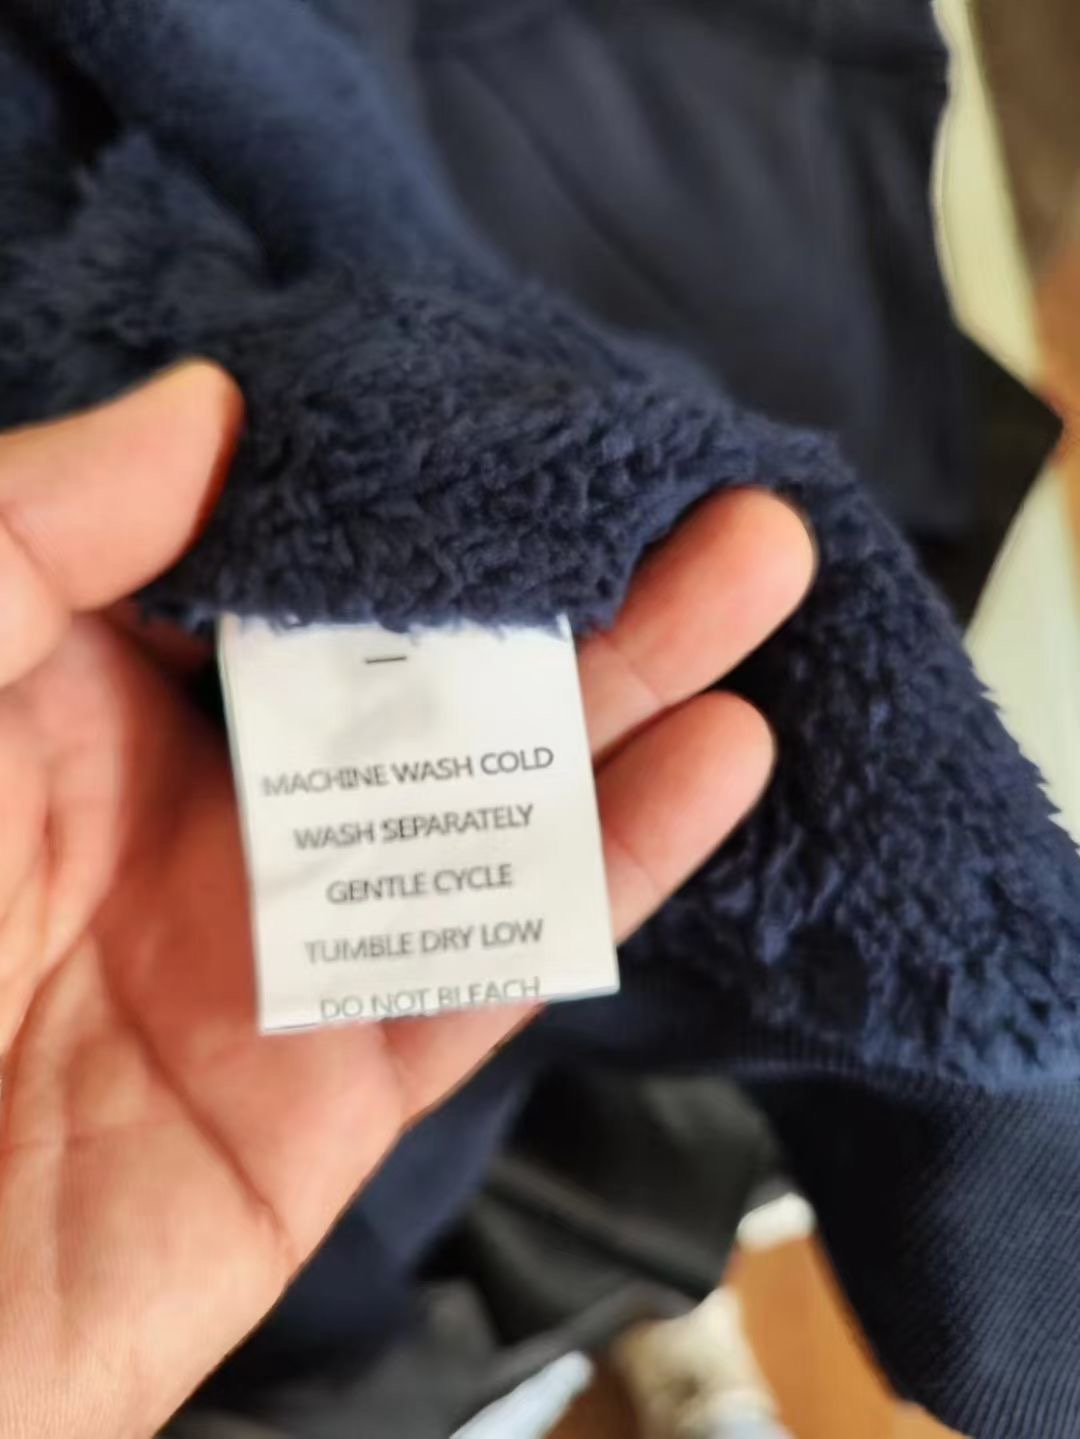 MACHINE WASH COLD
WASH SEPARATELY
GENTLE CYCLE
TUMBLE DRY LOW
DO NOT BLEACH